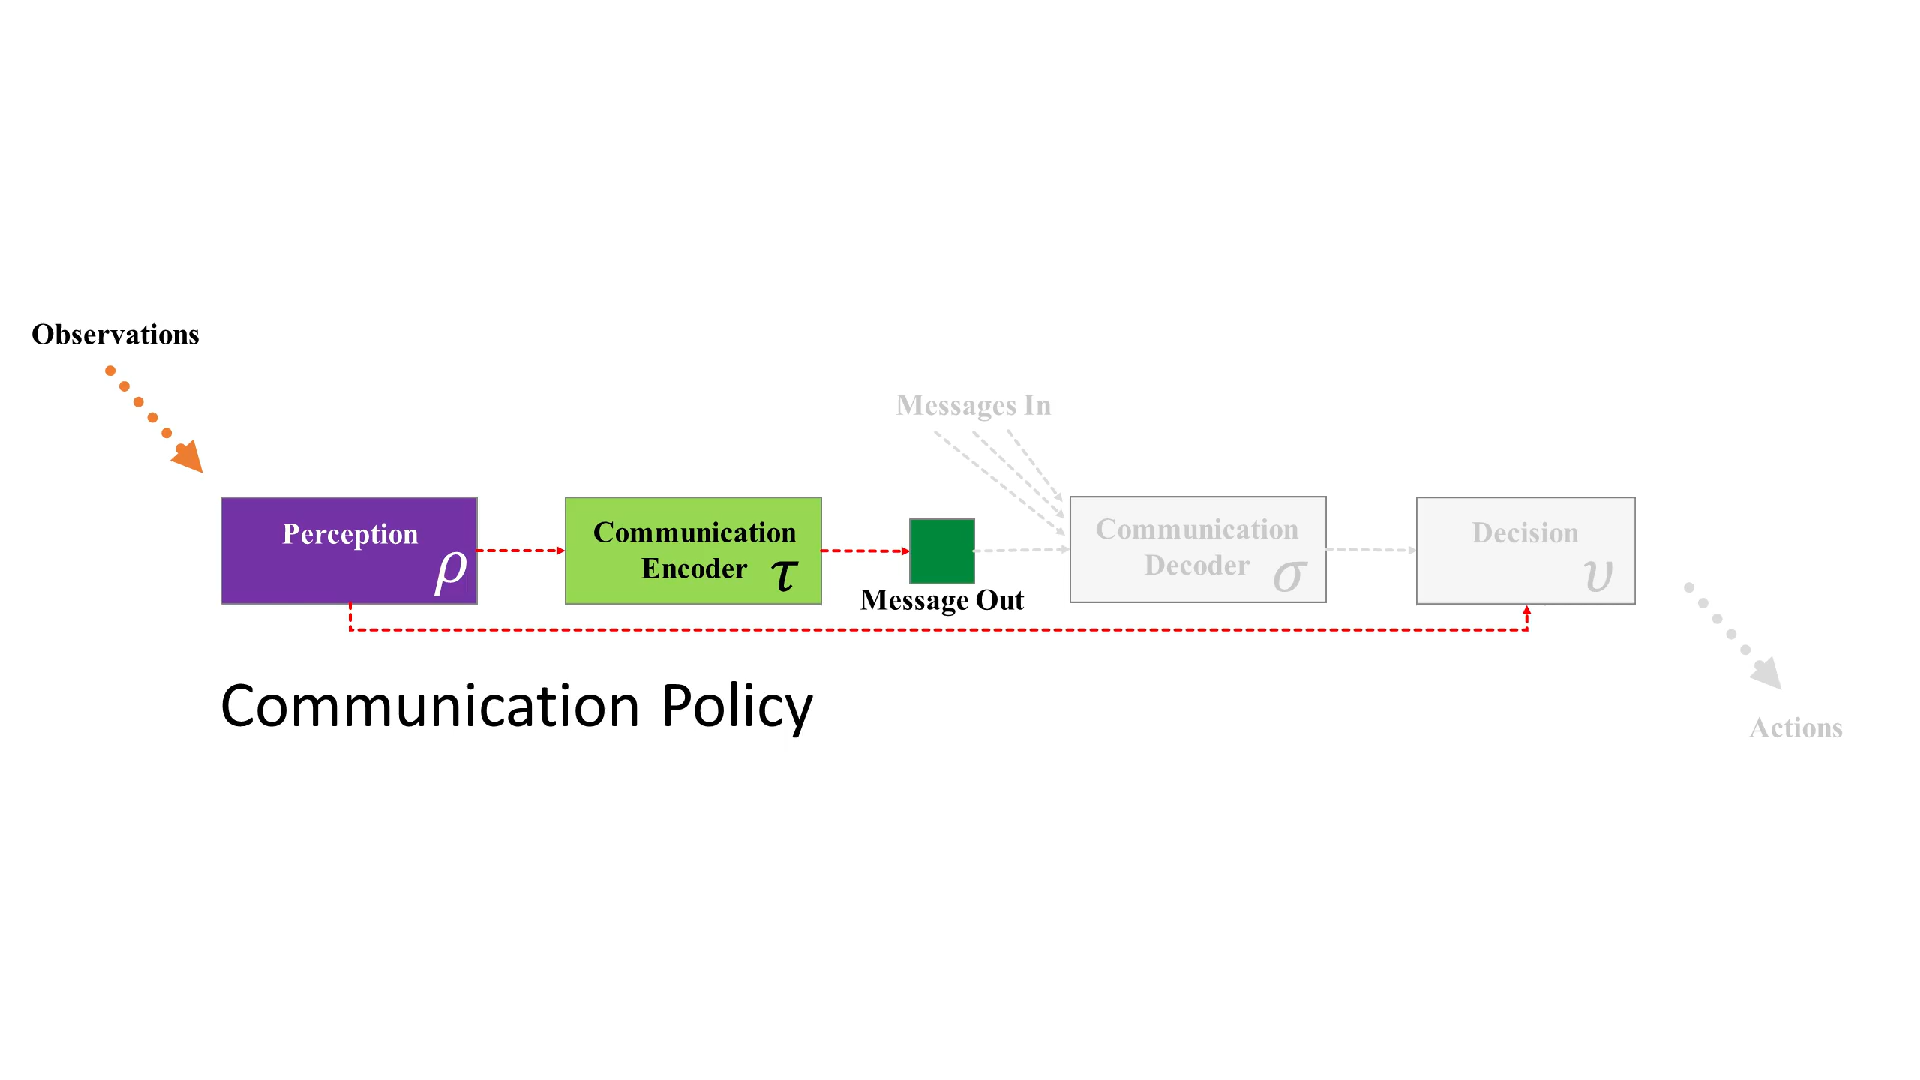 Observations
Messages In
Perception
ρ
Communication
Encoder τ
Message Out
Communication
Decoder σ
Decision
υ
Communication Policy
Actions